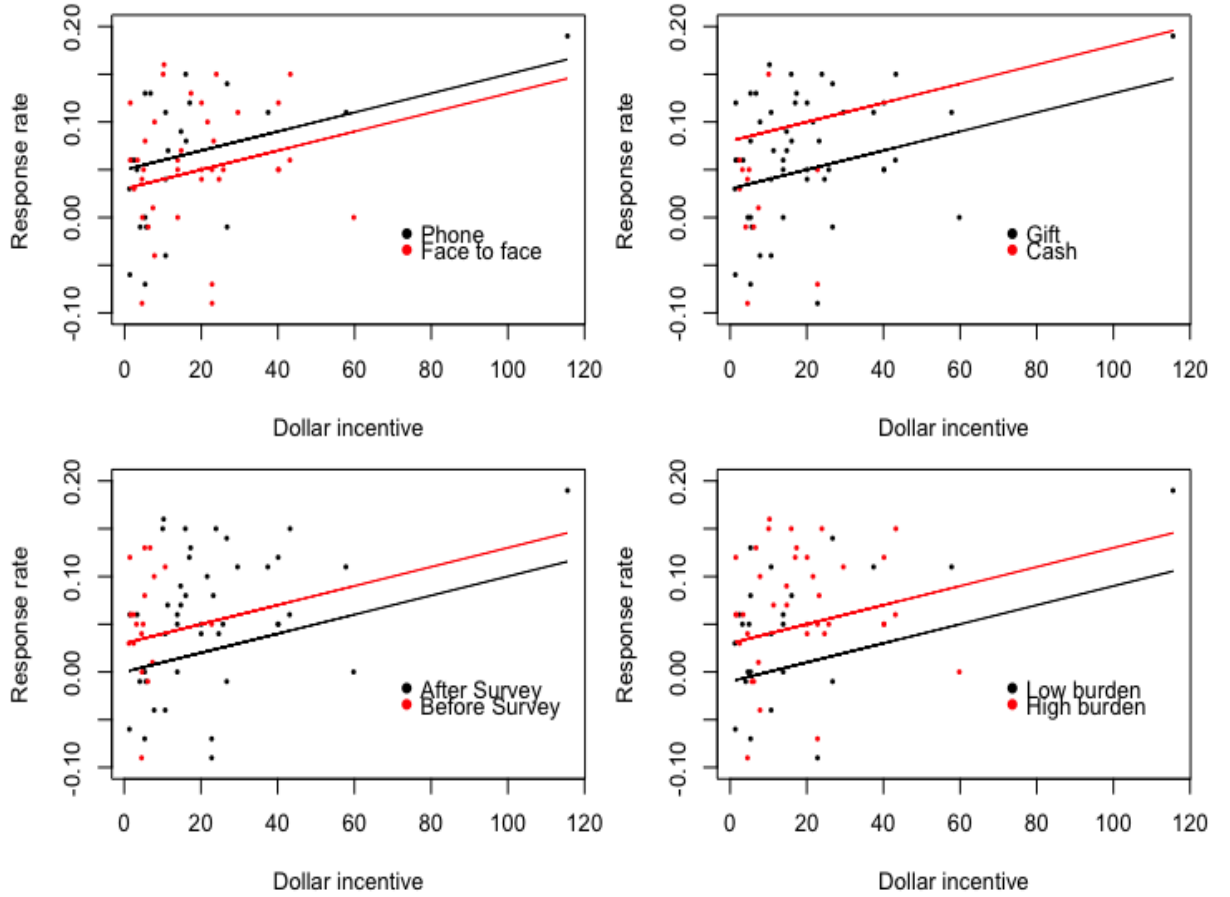 Response rate
-0.10 0.00 0.10 0.20
Phone
Face to face
0 20 40 60 80 100 120
Dollar incentive
Response rate
-0.10 0.00 0.10 0.20
Gift
Cash
0 20 40 60 80 100 120
Dollar incentive
Response rate
-0.10 0.00 0.10 0.20
After Survey
Before Survey
0 20 40 60 80 100 120
Dollar incentive
Response rate
-0.10 0.00 0.10 0.20
Low burden
High burden
0 20 40 60 80 100 120
Dollar incentive